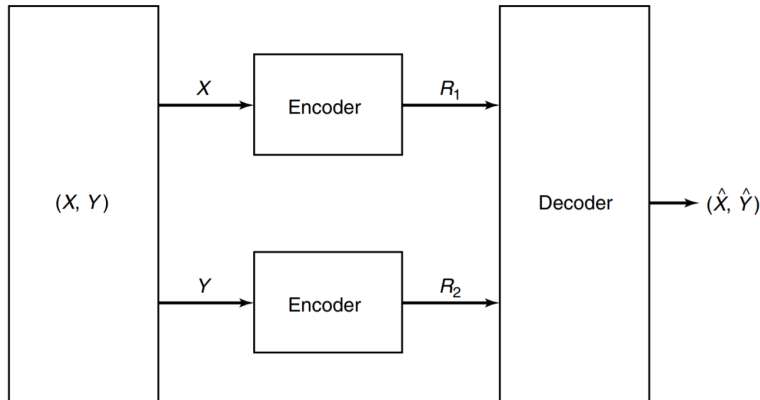 X
R₁
Encoder
(X, Y)
Decoder
(X̂, Ŷ)
Y
R₂
Encoder